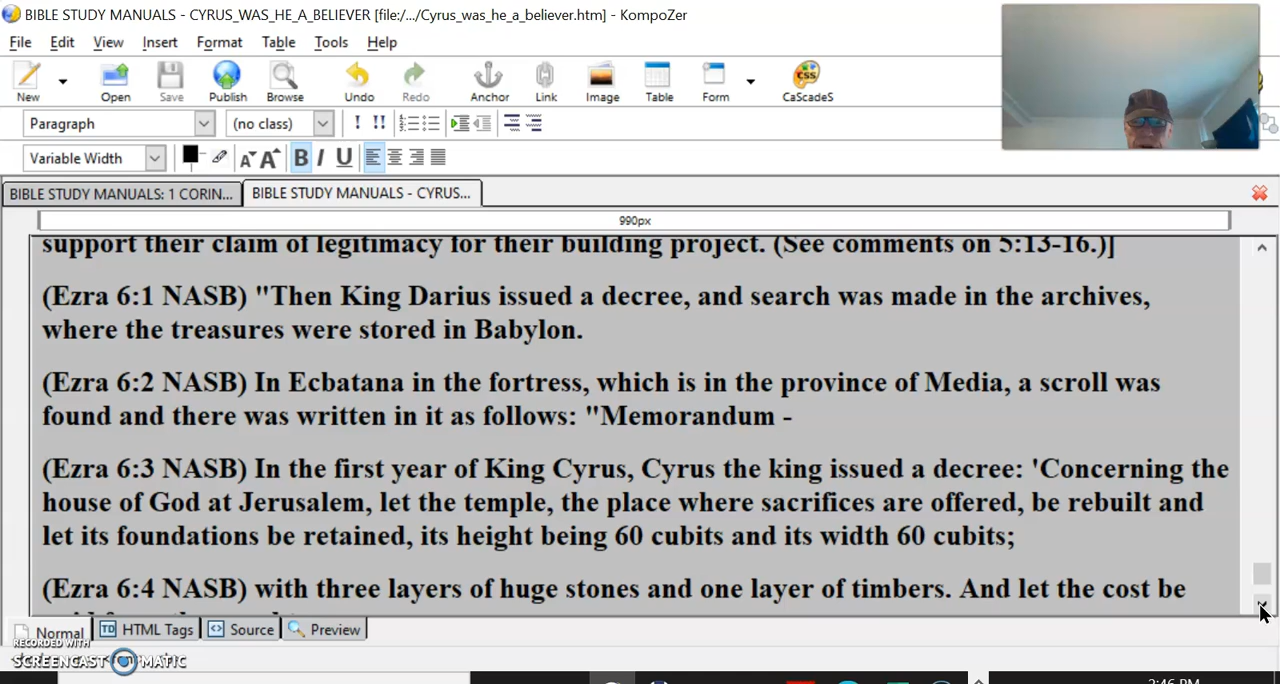 BIBLE STUDY MANUALS - CYRUS_WAS_HE_A_BELIEVER [file:/.../Cyrus_was_he_a_believer.htm] - KompoZer
File Edit View Insert Format Table Tools Help
New Open Save Publish Browse Undo Redo Anchor Link Image Table Form CaScadeS
Paragraph (no class) ! !!
Variable Width A A B I U
BIBLE STUDY MANUALS: 1 CORIN... BIBLE STUDY MANUALS - CYRUS...
990px
support their claim of legitimacy for their building project. (See comments on 5:13-16.)]
(Ezra 6:1 NASB) "Then King Darius issued a decree, and search was made in the archives,
where the treasures were stored in Babylon.
(Ezra 6:2 NASB) In Ecbatana in the fortress, which is in the province of Media, a scroll was
found and there was written in it as follows: "Memorandum -
(Ezra 6:3 NASB) In the first year of King Cyrus, Cyrus the king issued a decree: 'Concerning the
house of God at Jerusalem, let the temple, the place where sacrifices are offered, be rebuilt and
let its foundations be retained, its height being 60 cubits and its width 60 cubits;
(Ezra 6:4 NASB) with three layers of huge stones and one layer of timbers. And let the cost be
Normal HTML Tags Source Preview
RECORDED WITH
SCREENCAST MATIC
2:46 PM